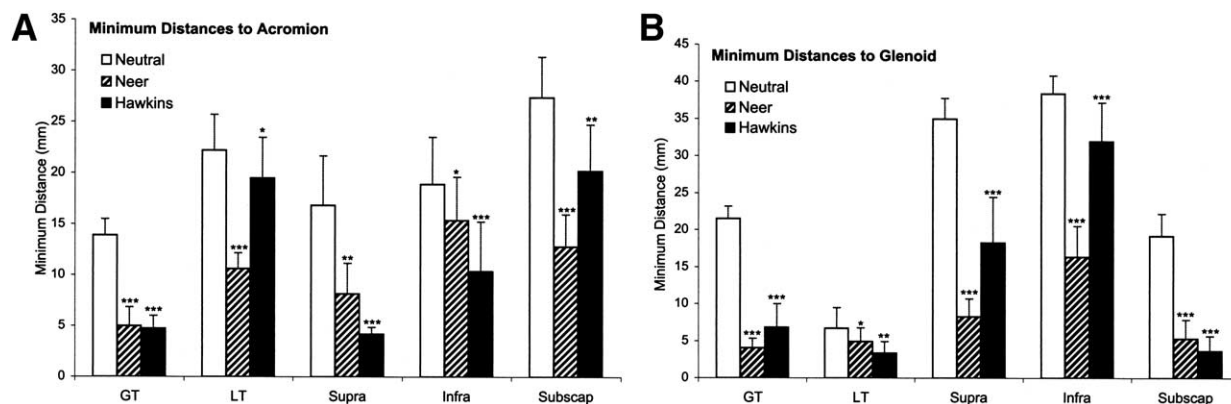 A
Minimum Distances to Acromion
Neutral
Neer
Hawkins
Minimum Distance (mm)
35
30
25
20
15
10
5
0
***
***
***
*
**
***
*
***
***
**
GT
LT
Supra
Infra
Subscap
B
Minimum Distances to Glenoid
Neutral
Neer
Hawkins
Minimum Distance (mm)
45
40
35
30
25
20
15
10
5
0
***
***
*
**
***
***
***
***
***
***
GT
LT
Supra
Infra
Subscap